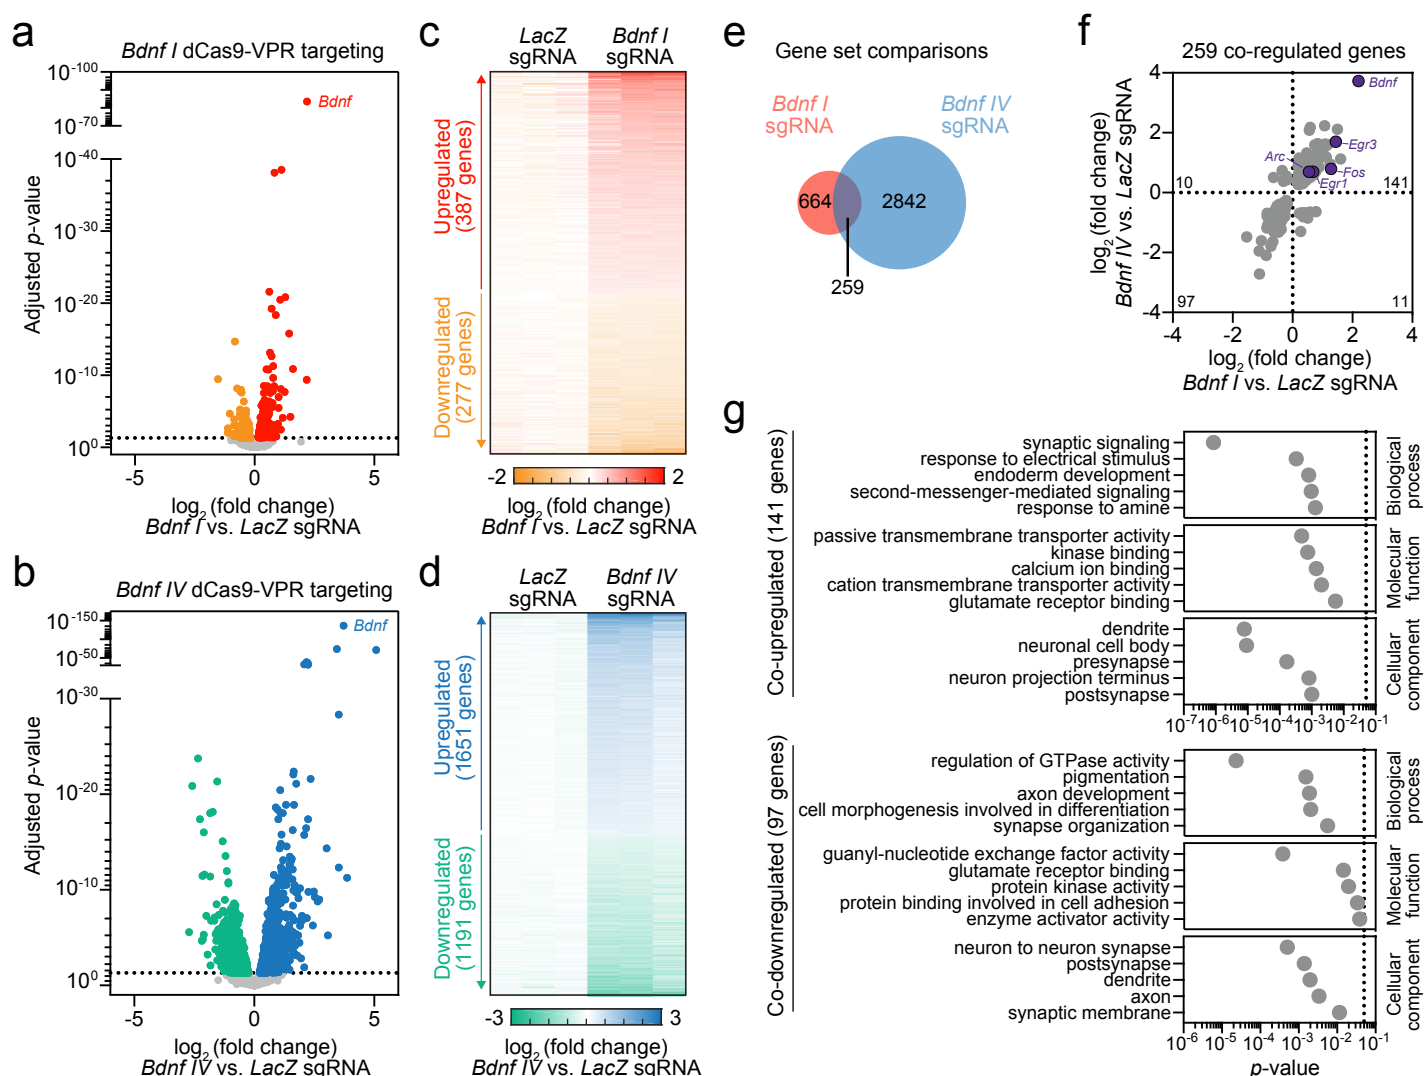 a
Bdnf I dCas9-VPR targeting
10-100
10-70
10-40
10-30
10-20
10-10
100
Bdnf
Adjusted p-value
-5
0
5
log2 (fold change)
Bdnf I vs. LacZ sgRNA
b
Bdnf IV dCas9-VPR targeting
10-150
10-50
10-30
10-20
10-10
100
Bdnf
Adjusted p-value
-5
0
5
log2 (fold change)
Bdnf IV vs. LacZ sgRNA
c
LacZ
sgRNA
Bdnf I
sgRNA
Upregulated
(387 genes)
Downregulated
(277 genes)
-2
2
log2 (fold change)
Bdnf I vs. LacZ sgRNA
d
LacZ
sgRNA
Bdnf IV
sgRNA
Upregulated
(1651 genes)
Downregulated
(1191 genes)
-3
3
log2 (fold change)
Bdnf IV vs. LacZ sgRNA
e
Gene set comparisons
Bdnf I
sgRNA
Bdnf IV
sgRNA
664
2842
259
f
259 co-regulated genes
log2 (fold change)
Bdnf IV vs. LacZ sgRNA
4
2
0
-2
-4
Bdnf
Egr3
Arc
Fos
Egr1
10
141
97
11
-4
-2
0
2
4
log2 (fold change)
Bdnf I vs. LacZ sgRNA
g
Co-upregulated (141 genes)
synaptic signaling
response to electrical stimulus
endoderm development
second-messenger-mediated signaling
response to amine
Biological
process
passive transmembrane transporter activity
kinase binding
calcium ion binding
cation transmembrane transporter activity
glutamate receptor binding
Molecular
function
dendrite
neuronal cell body
presynapse
neuron projection terminus
postsynapse
Cellular
component
10-7 10-6 10-5 10-4 10-3 10-2 10-1
Co-downregulated (97 genes)
regulation of GTPase activity
pigmentation
axon development
cell morphogenesis involved in differentiation
synapse organization
Biological
process
guanyl-nucleotide exchange factor activity
glutamate receptor binding
protein kinase activity
protein binding involved in cell adhesion
enzyme activator activity
Molecular
function
neuron to neuron synapse
postsynapse
dendrite
axon
synaptic membrane
Cellular
component
10-6 10-5 10-4 10-3 10-2 10-1
p-value